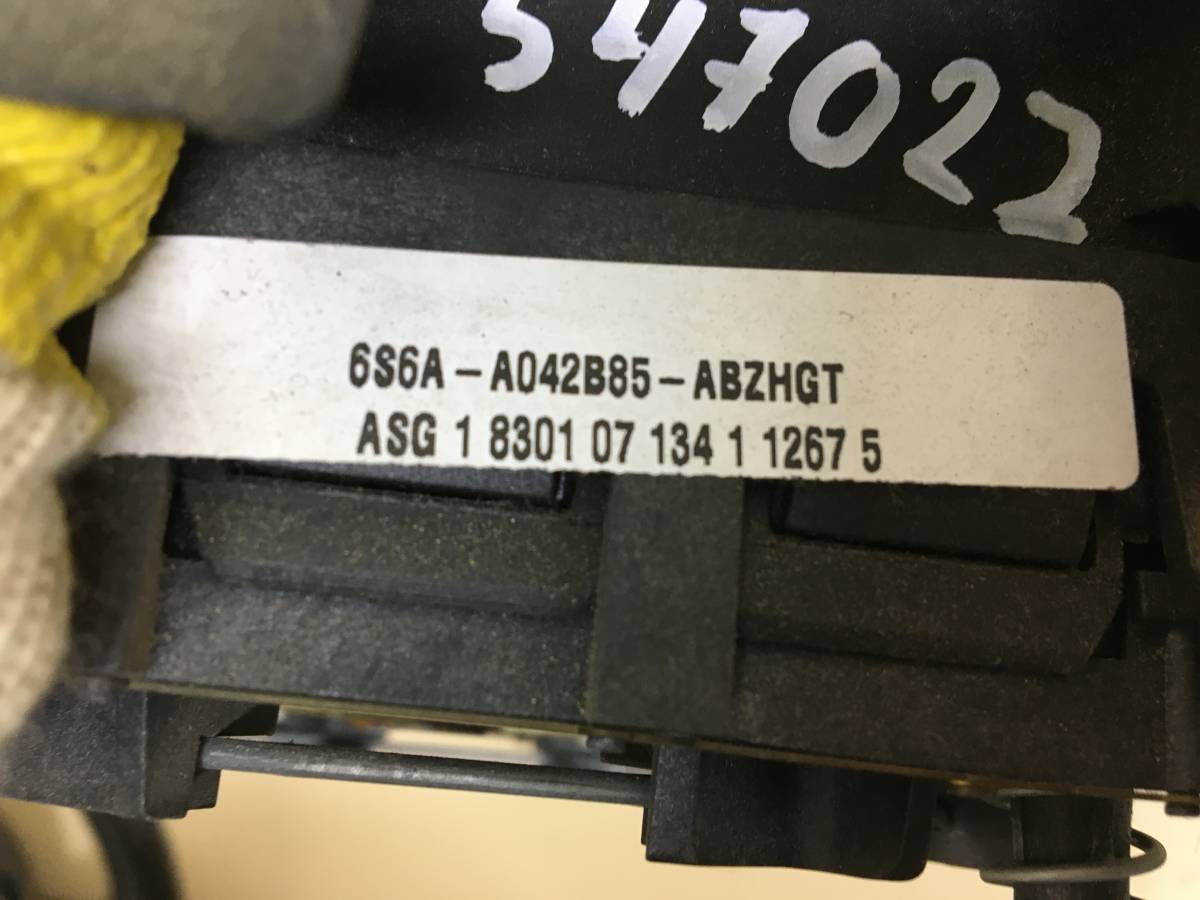 547022
6S6A-A042B85-ABZHGT
ASG 1 8301 07 134 1 1267 5